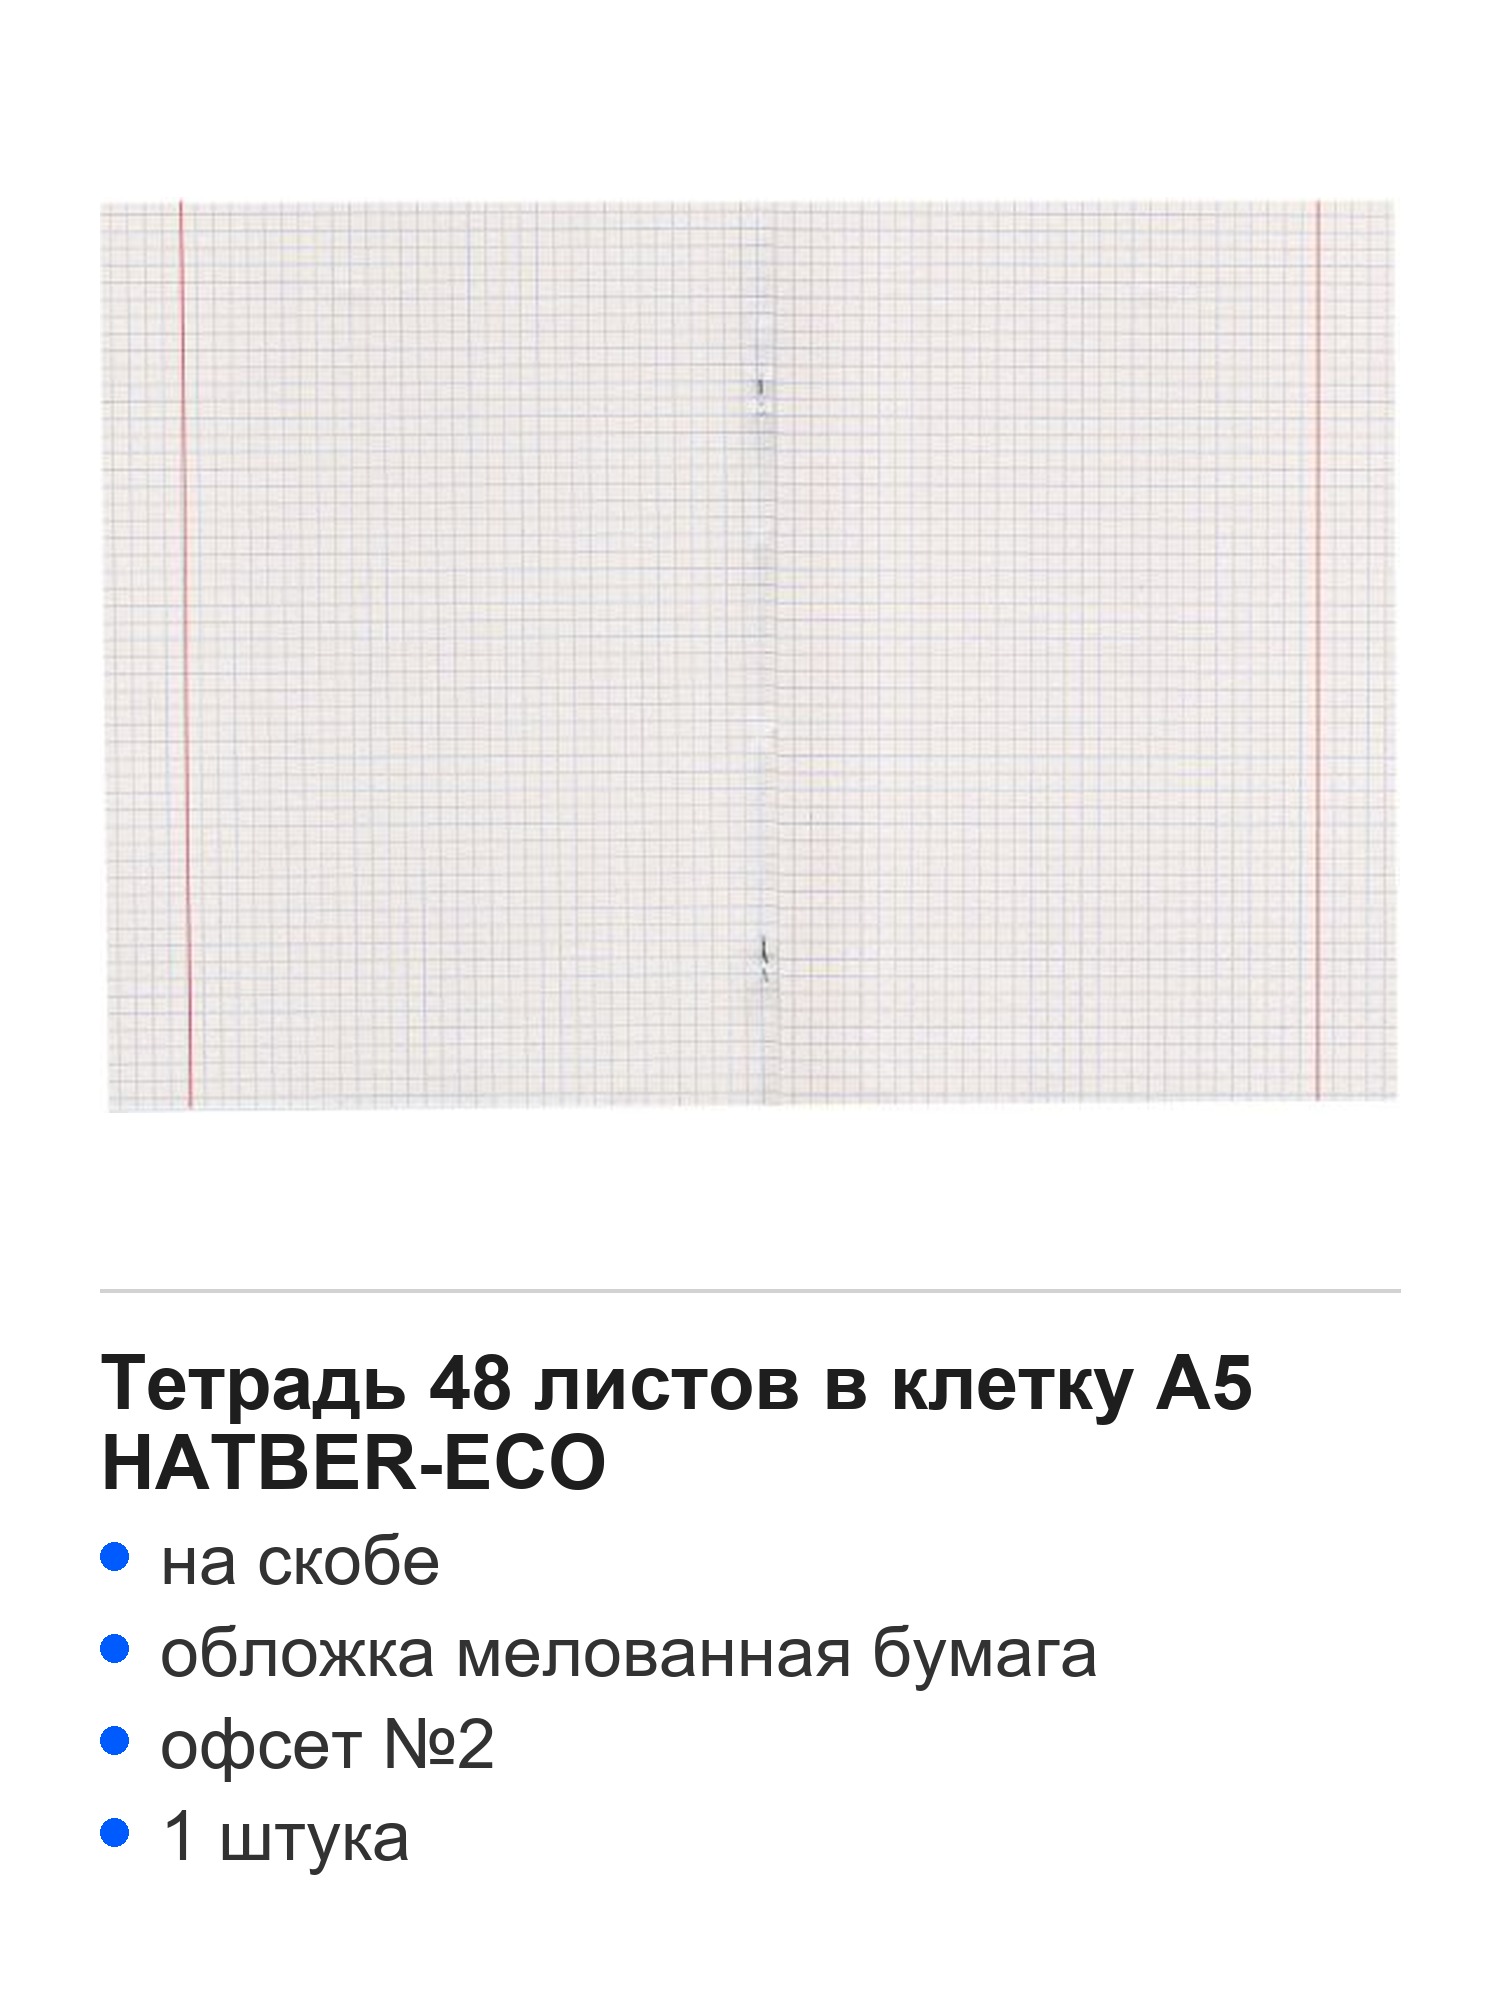 Тетрадь 48 листов в клетку А5
HATBER-ECO
на скобе
обложка мелованная бумага
офсет №2
1 штука